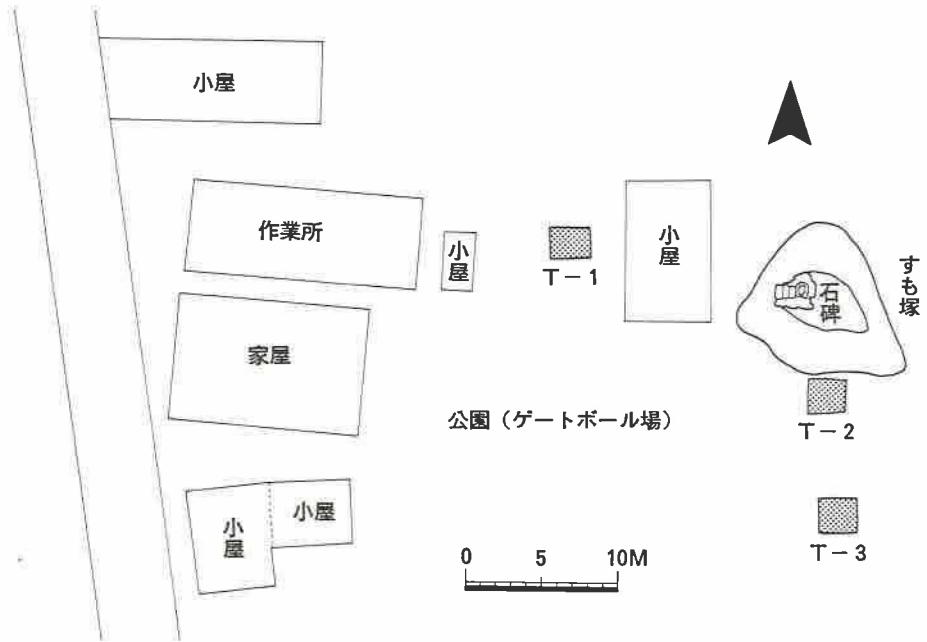 小屋
作業所
小屋
T－1
小屋
すも塚
石碑
家屋
公園（ゲートボール場）
T－2
小屋
小屋
T－3
0 5 10M